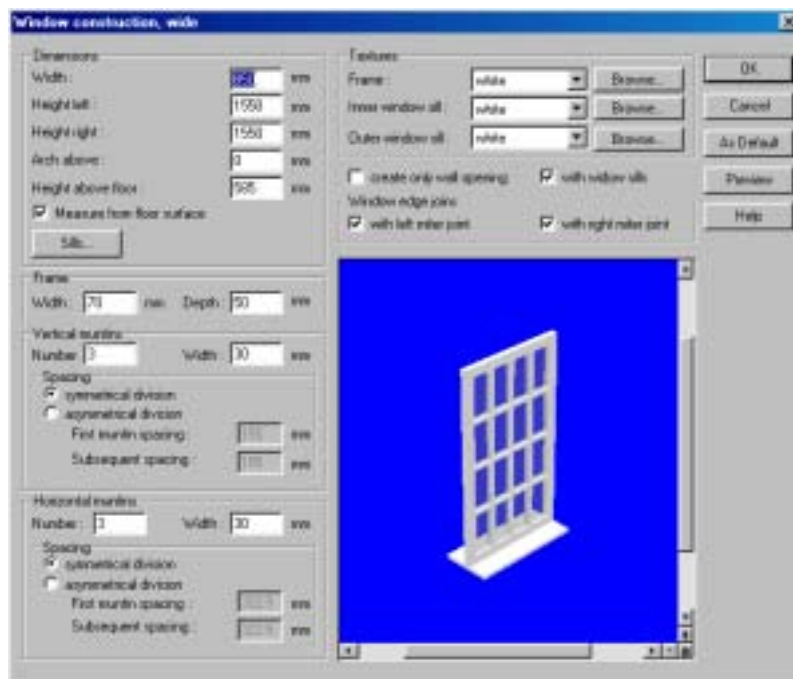 Window construction, wide
Dimensions
Width :
mm
Height left :
1550
mm
Height right :
1550
mm
Arch above :
0
mm
Height above floor :
585
mm
Measure from floor surface
Sills...
Frame
Width :
70
mm
Depth :
50
mm
Vertical muntins
Number
3
Width
30
mm
Spacing
symmetrical division
asymmetrical division
First muntin spacing :
mm
Subsequent spacing :
mm
Horizontal muntins
Number :
3
Width
30
mm
Spacing
symmetrical division
asymmetrical division
First muntin spacing :
mm
Subsequent spacing :
mm
Textures
Frame :
white
Browse...
Inner window sill :
white
Browse...
Outer window sill :
white
Browse...
create only wall opening
with widow sills
Window edge joins
with left miter joint
with right miter joint
OK
Cancel
As Default
Preview
Help